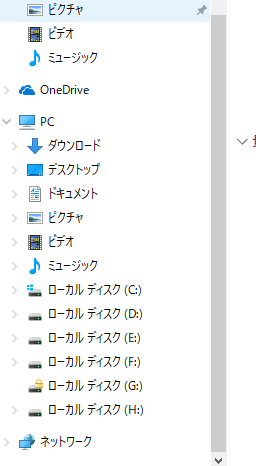 ピクチャ
ビデオ
ミュージック
OneDrive
PC
ダウンロード
デスクトップ
ドキュメント
ピクチャ
ビデオ
ミュージック
ローカル ディスク (C:)
ローカル ディスク (D:)
ローカル ディスク (E:)
ローカル ディスク (F:)
ローカル ディスク (G:)
ローカル ディスク (H:)
ネットワーク